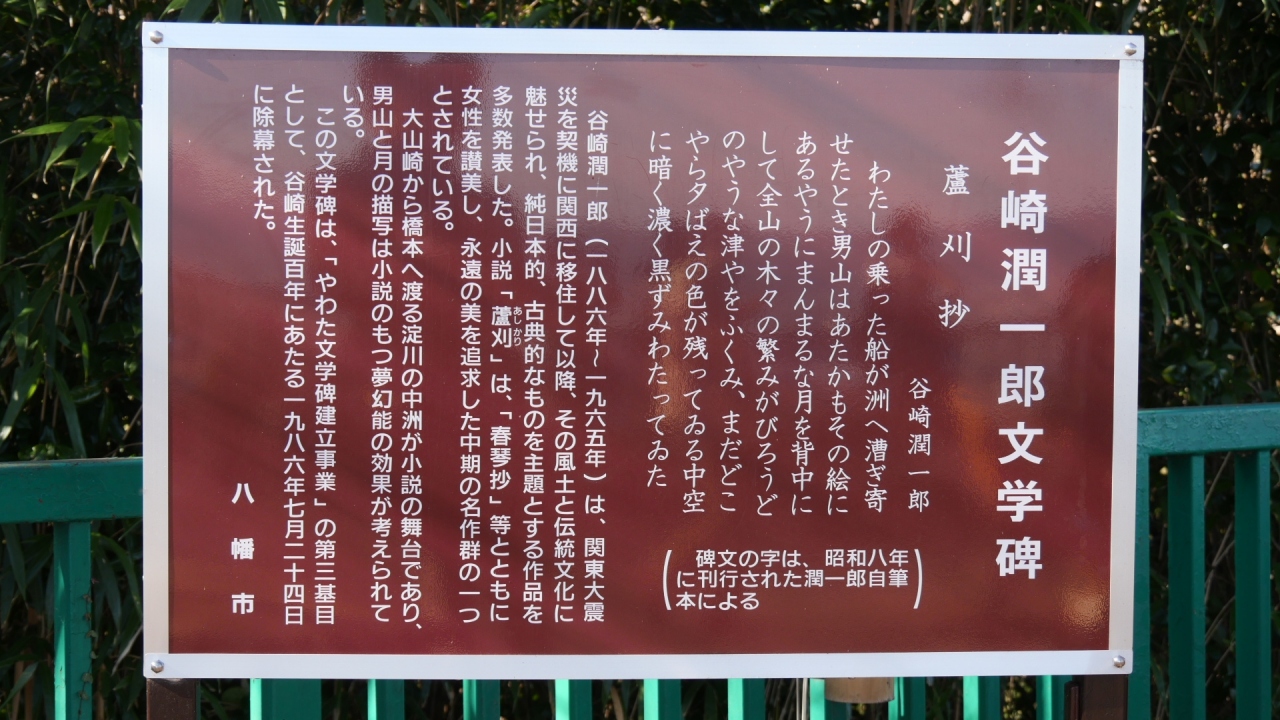 谷崎潤一郎文学碑
蘆刈抄
谷崎潤一郎
わたしの乗った船が洲へ漕ぎ寄
せたとき男山はあたかもその絵に
あるやうにまんまるな月を背中に
して全山の木々の繁みがびろうど
のやうな津やをふくみ、まだどこ
やら夕ばえの色が残ってゐる中空
に暗く濃く黒ずみわたってゐた
(碑文の字は、昭和八年
に刊行された潤一郎自筆
本による)
谷崎潤一郎(一八八六年〜一九六五年)は、関東大震
災を契機に関西に移住して以降、その風土と伝統文化に
魅せられ、純日本的、古典的なものを主題とする作品を
多数発表した。小説「蘆刈」は、「春琴抄」等とともに
あしかり
女性を讃美し、永遠の美を追求した中期の名作群の一つ
とされている。
大山崎から橋本へ渡る淀川の中洲が小説の舞台であり、
男山と月の描写は小説のもつ夢幻能の効果が考えられて
いる。
この文学碑は、「やわた文学碑建立事業」の第三基目
として、谷崎生誕百年にあたる一九八六年七月二十四日
に除幕された。
八幡市